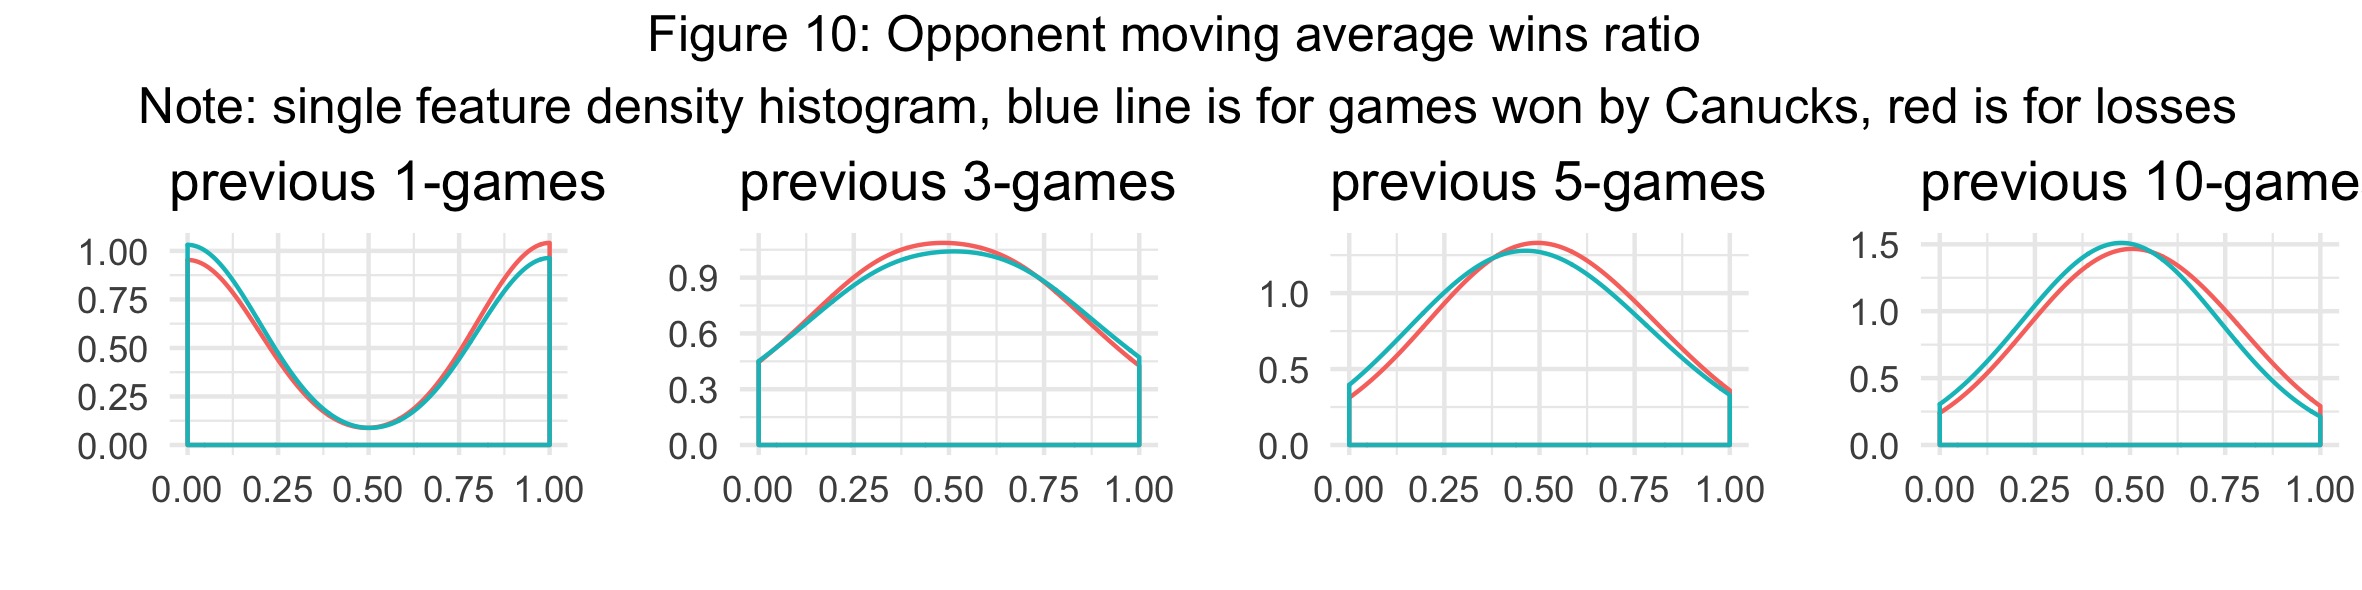 Figure 10: Opponent moving average wins ratio
Note: single feature density histogram, blue line is for games won by Canucks, red is for losses
previous 1-games
1.00
0.75
0.50
0.25
0.00
0.00 0.25 0.50 0.75 1.00
previous 3-games
0.9
0.6
0.3
0.0
0.00 0.25 0.50 0.75 1.00
previous 5-games
1.0
0.5
0.0
0.00 0.25 0.50 0.75 1.00
previous 10-game
1.5
1.0
0.5
0.0
0.00 0.25 0.50 0.75 1.00